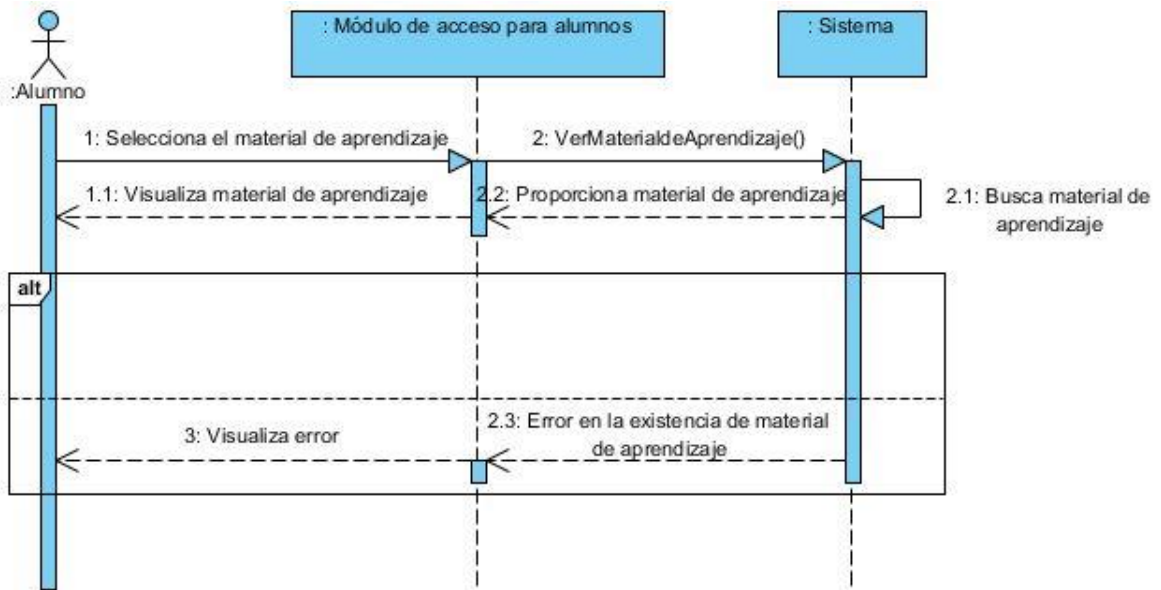 : Módulo de acceso para alumnos
: Sistema
:Alumno
1: Selecciona el material de aprendizaje
2: VerMaterialdeAprendizaje()
1.1: Visualiza material de aprendizaje
2.2: Proporciona material de aprendizaje
2.1: Busca material de
aprendizaje
alt
3: Visualiza error
2.3: Error en la existencia de material
de aprendizaje